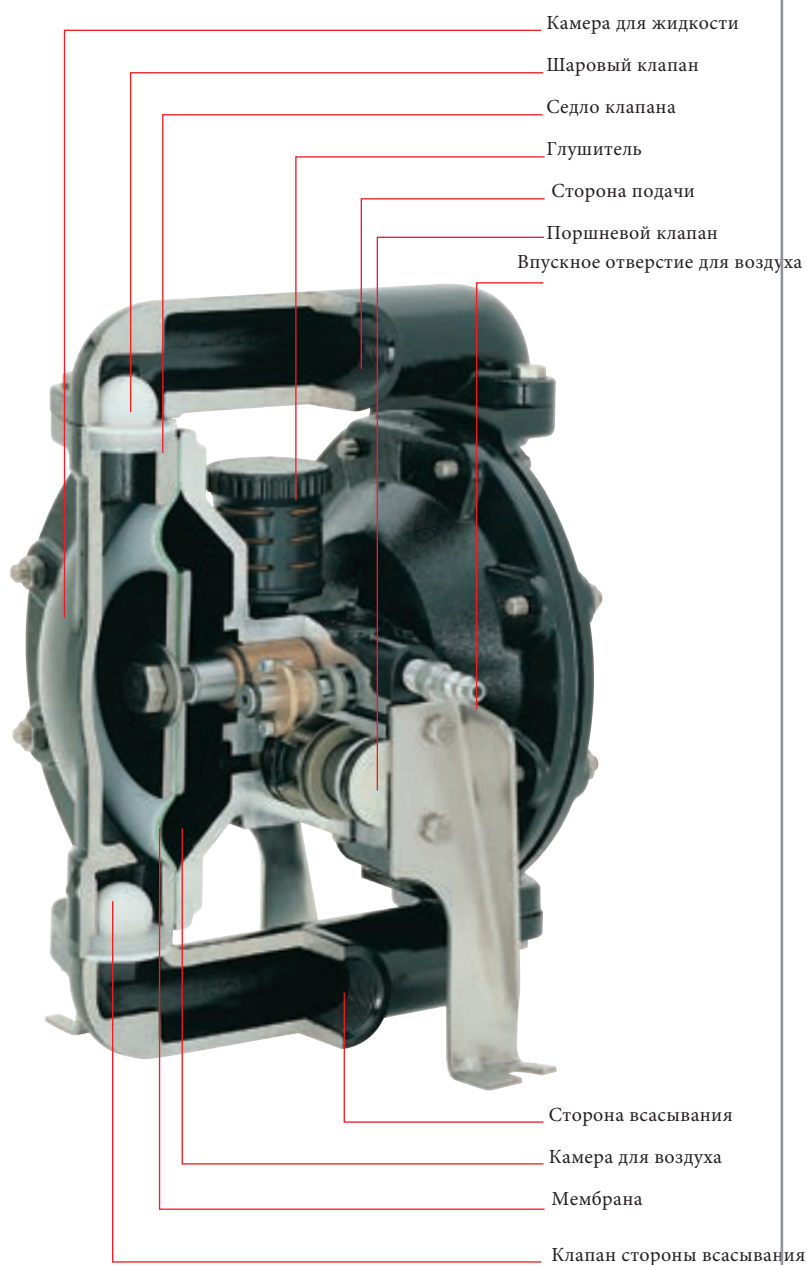 Камера для жидкости
Шаровый клапан
Седло клапана
Глушитель
Сторона подачи
Поршневой клапан
Впускное отверстие для воздуха
Сторона всасывания
Камера для воздуха
Мембрана
Клапан стороны всасывания